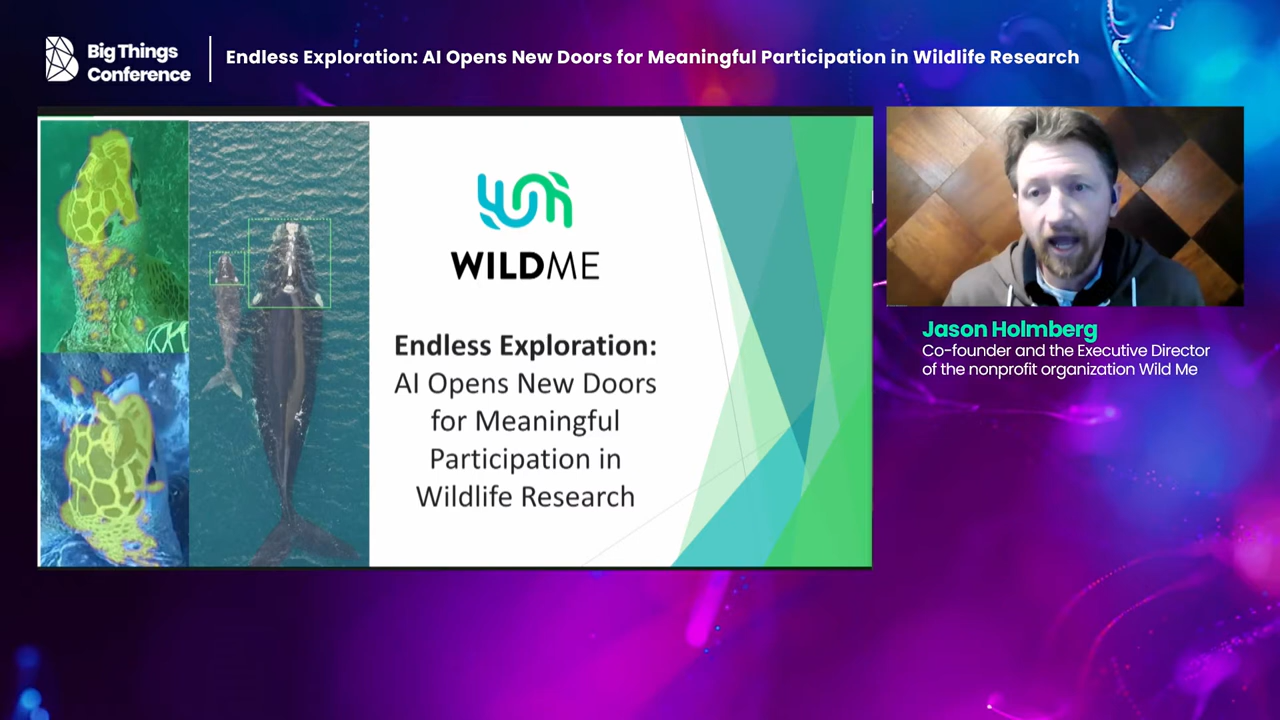 Big Things
Conference
Endless Exploration: AI Opens New Doors for Meaningful Participation in Wildlife Research
WILDME
Endless Exploration:
AI Opens New Doors
for Meaningful
Participation in
Wildlife Research
Jason Holmberg
Co-founder and the Executive Director
of the nonprofit organization Wild Me